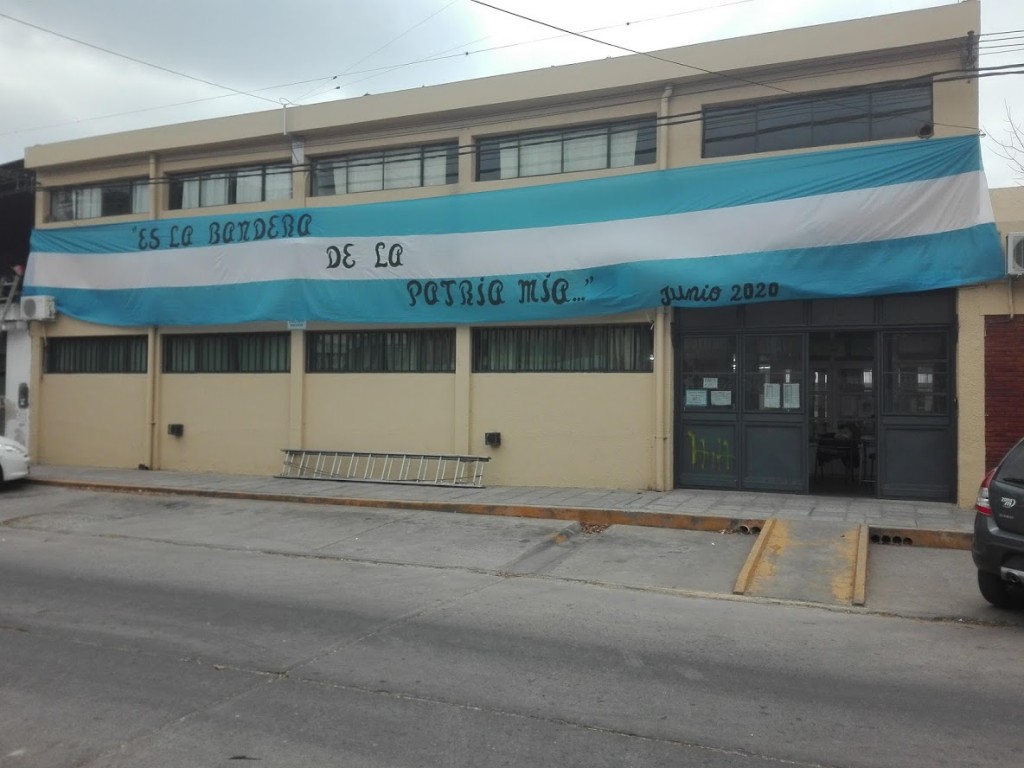 "ES LA BANDERA
DE LA
PATRIA MÍA..."
JUNIO 2020